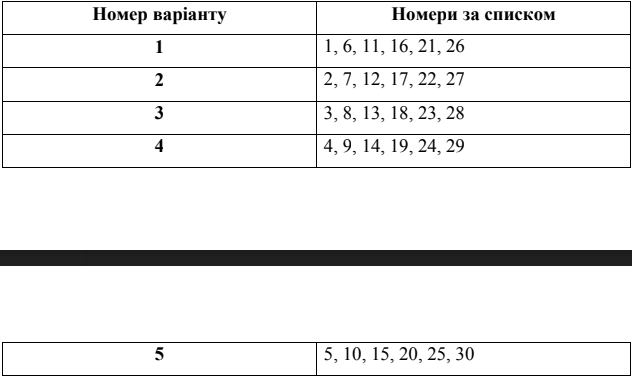 Номер варіанту Номери за списком
1 1, 6, 11, 16, 21, 26
2 2, 7, 12, 17, 22, 27
3 3, 8, 13, 18, 23, 28
4 4, 9, 14, 19, 24, 29
5 5, 10, 15, 20, 25, 30